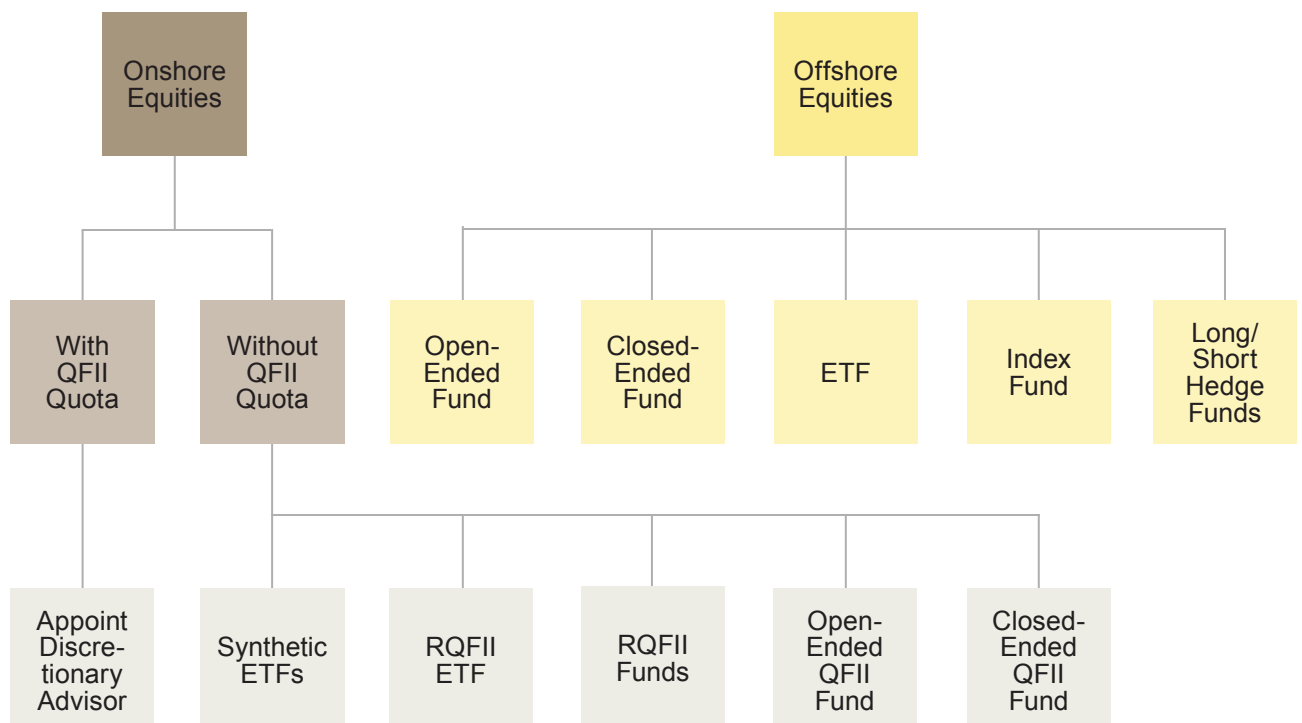 Onshore
Equities
Offshore
Equities
With
QFII
Quota
Without
QFII
Quota
Open-
Ended
Fund
Closed-
Ended
Fund
ETF
Index
Fund
Long/
Short
Hedge
Funds
Appoint
Discre-
tionary
Advisor
Synthetic
ETFs
RQFII
ETF
RQFII
Funds
Open-
Ended
QFII
Fund
Closed-
Ended
QFII
Fund